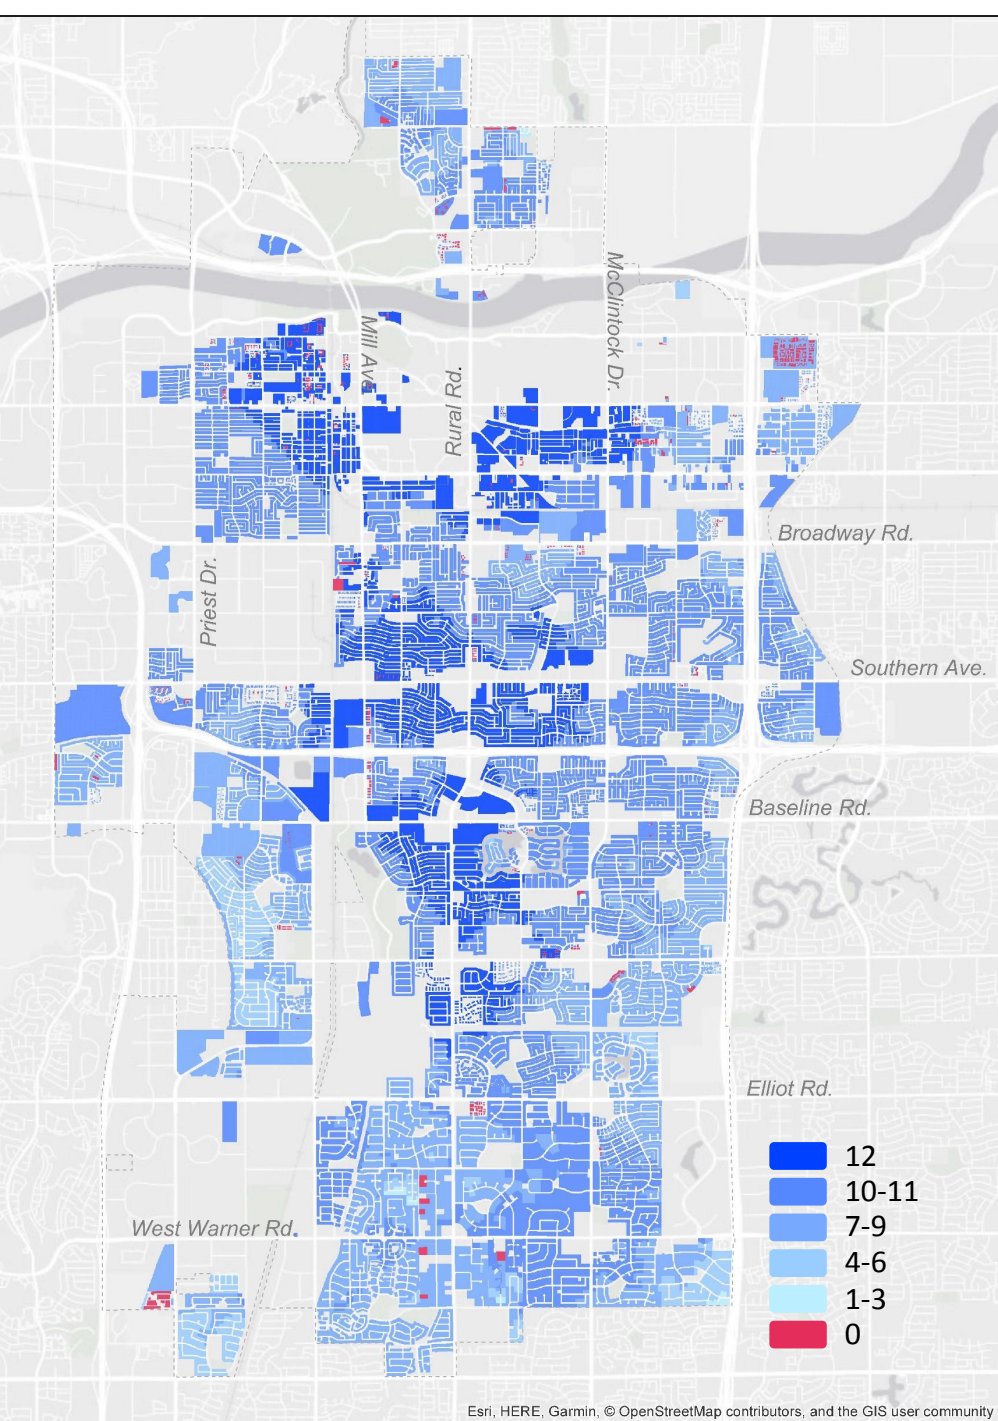 McClintock Dr.
Mill Ave
Rural Rd.
Broadway Rd.
Priest Dr.
Southern Ave.
Baseline Rd.
Elliot Rd.
12
10-11
West Warner Rd.
7-9
4-6
1-3
0
Esri, HERE, Garmin, © OpenStreetMap contributors, and the GIS user community